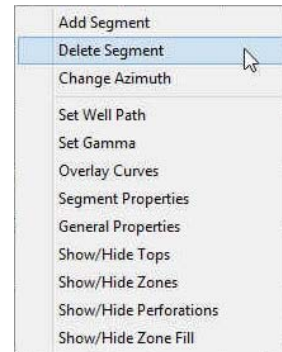 Add Segment
Delete Segment
Change Azimuth
Set Well Path
Set Gamma
Overlay Curves
Segment Properties
General Properties
Show/Hide Tops
Show/Hide Zones
Show/Hide Perforations
Show/Hide Zone Fill